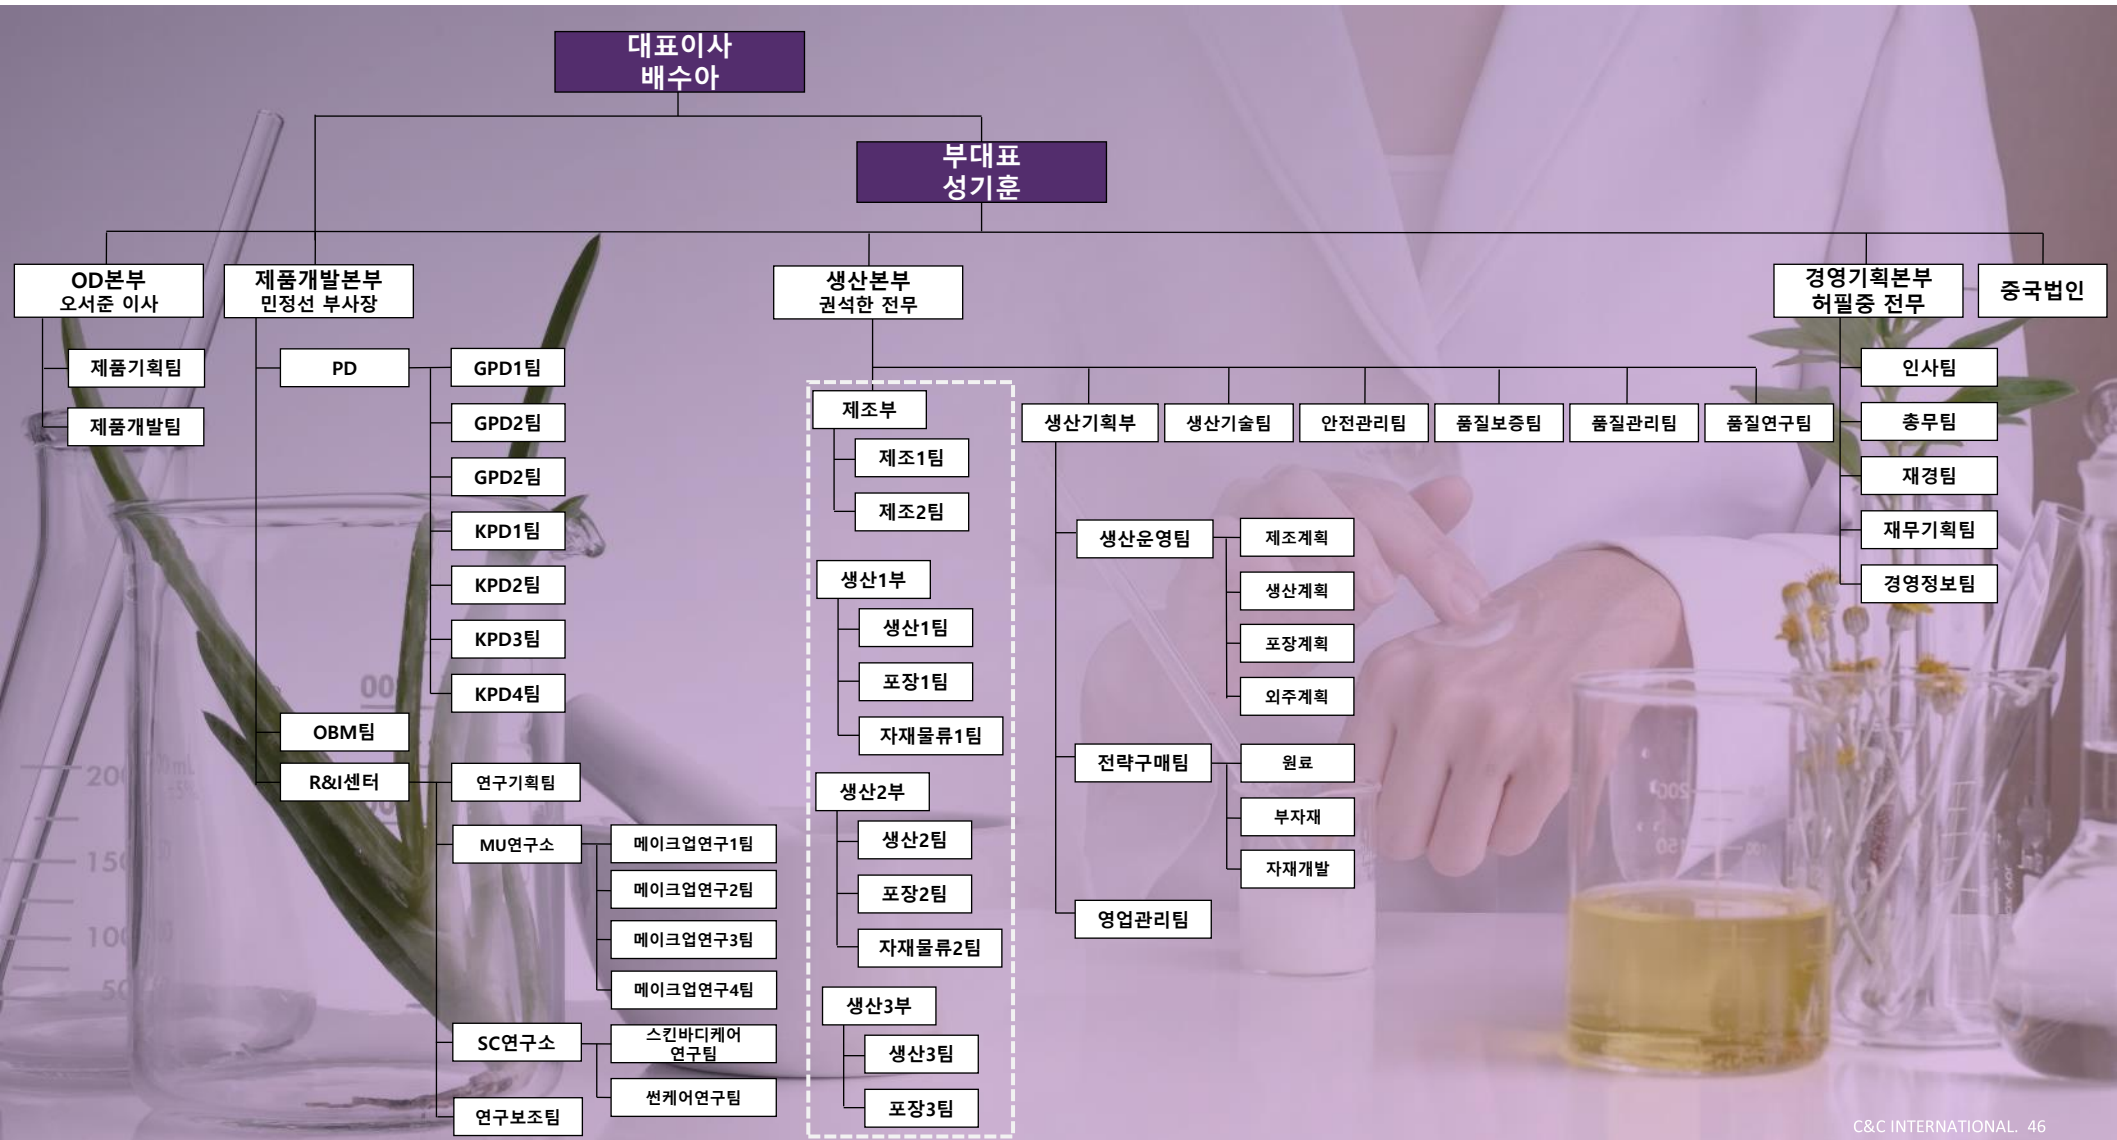 대표이사
배수아
부대표
성기훈
OD본부
오서준 이사
제품기획팀
제품개발팀
제품개발본부
민정선 부사장
PD
GPD1팀
GPD2팀
GPD2팀
KPD1팀
KPD2팀
KPD3팀
KPD4팀
OBM팀
R&I센터
연구기획팀
MU연구소
메이크업연구1팀
메이크업연구2팀
메이크업연구3팀
메이크업연구4팀
SC연구소
스킨바디케어
연구팀
썬케어연구팀
연구보조팀
생산본부
권석한 전무
제조부
제조1팀
제조2팀
생산1부
생산1팀
포장1팀
자재물류1팀
생산2부
생산2팀
포장2팀
자재물류2팀
생산3부
생산3팀
포장3팀
생산기획부
생산운영팀
제조계획
생산계획
포장계획
외주계획
전략구매팀
원료
부자재
자재개발
영업관리팀
생산기술팀
안전관리팀
품질보증팀
품질관리팀
품질연구팀
경영기획본부
허필중 전무
인사팀
총무팀
재경팀
재무기획팀
경영정보팀
중국법인
C&C INTERNATIONAL. 46